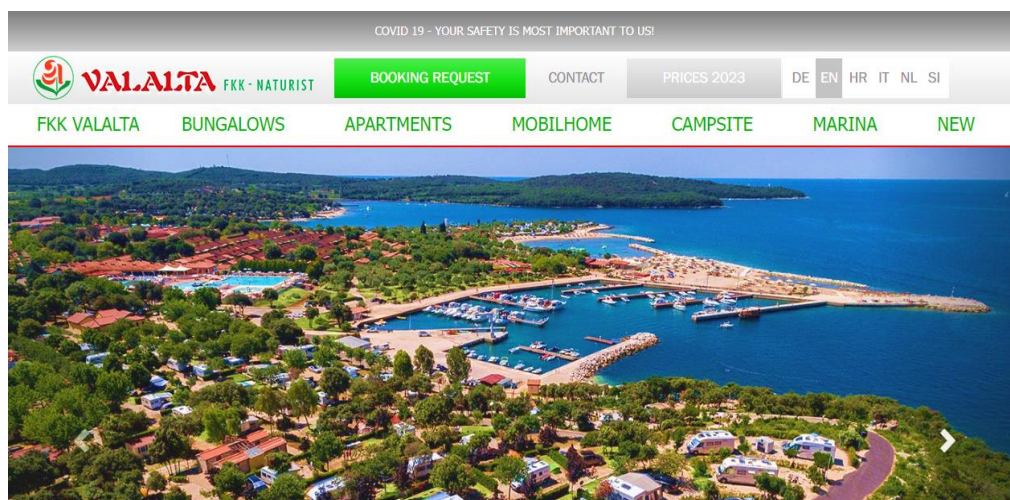 COVID 19 - YOUR SAFETY IS MOST IMPORTANT TO US!
VALALTA FKK - NATURIST
BOOKING REQUEST
CONTACT
PRICES 2023
DE EN HR IT NL SI
FKK VALALTA BUNGALOWS APARTMENTS MOBILHOME CAMPSITE MARINA NEW